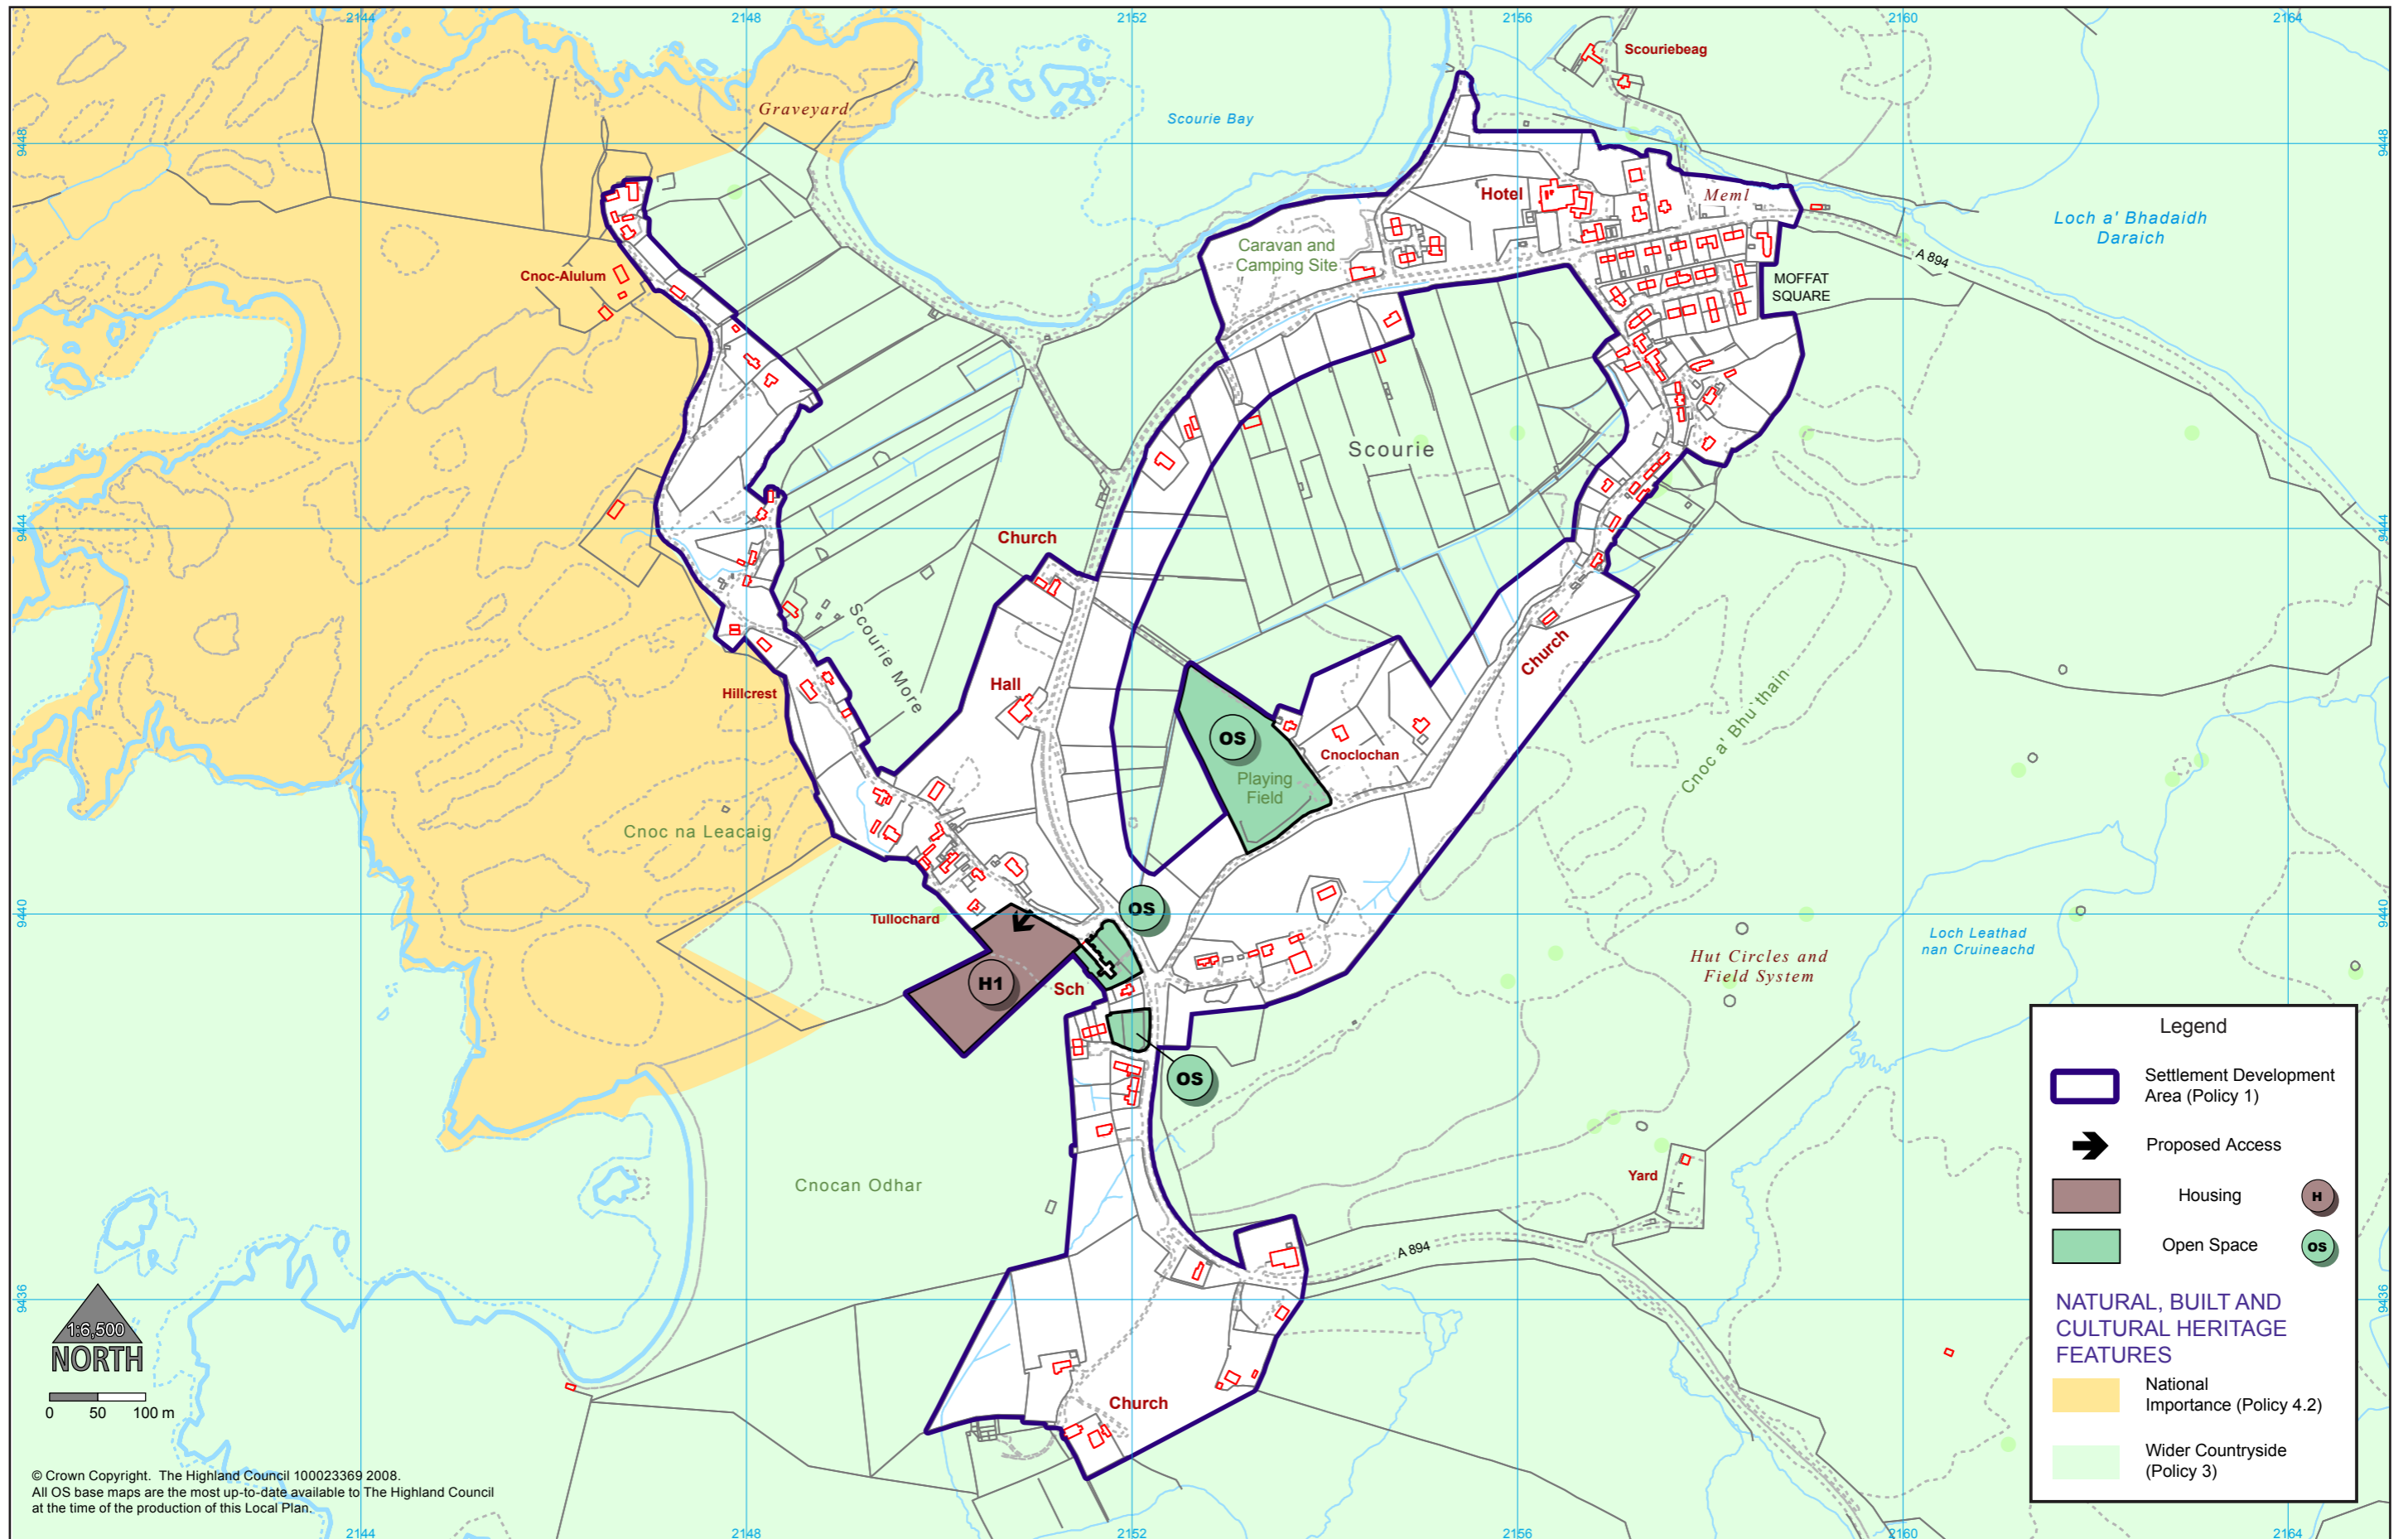 2144
2148
2152
2156
2160
2164
Scouriebeag
Graveyard
Scourie Bay
9448
9448
Hotel
Meml
Loch a' Bhadaidh
Daraich
Caravan and
Camping Site
A 894
Cnoc-Alulum
MOFFAT
SQUARE
Scourie
9444
9444
Church
Scourie More
Church
Hall
Hillcrest
Cnoc a' Bhu`thain
OS
Cnoclochan
Playing
Field
Cnoc na Leacaig
9440
9440
OS
Tullochard
Loch Leathad
nan Cruineachd
Hut Circles and
Field System
H1
Sch
OS
Legend
Settlement Development
Area (Policy 1)
Proposed Access
Housing
H
Open Space
OS
NATURAL, BUILT AND
CULTURAL HERITAGE
FEATURES
National
Importance (Policy 4.2)
Wider Countryside
(Policy 3)
Yard
Cnocan Odhar
A 894
9436
9436
1:6,500
NORTH
0 50 100 m
Church
© Crown Copyright. The Highland Council 100023369 2008.
All OS base maps are the most up-to-date available to The Highland Council
at the time of the production of this Local Plan.
2144
2148
2152
2156
2160
2164